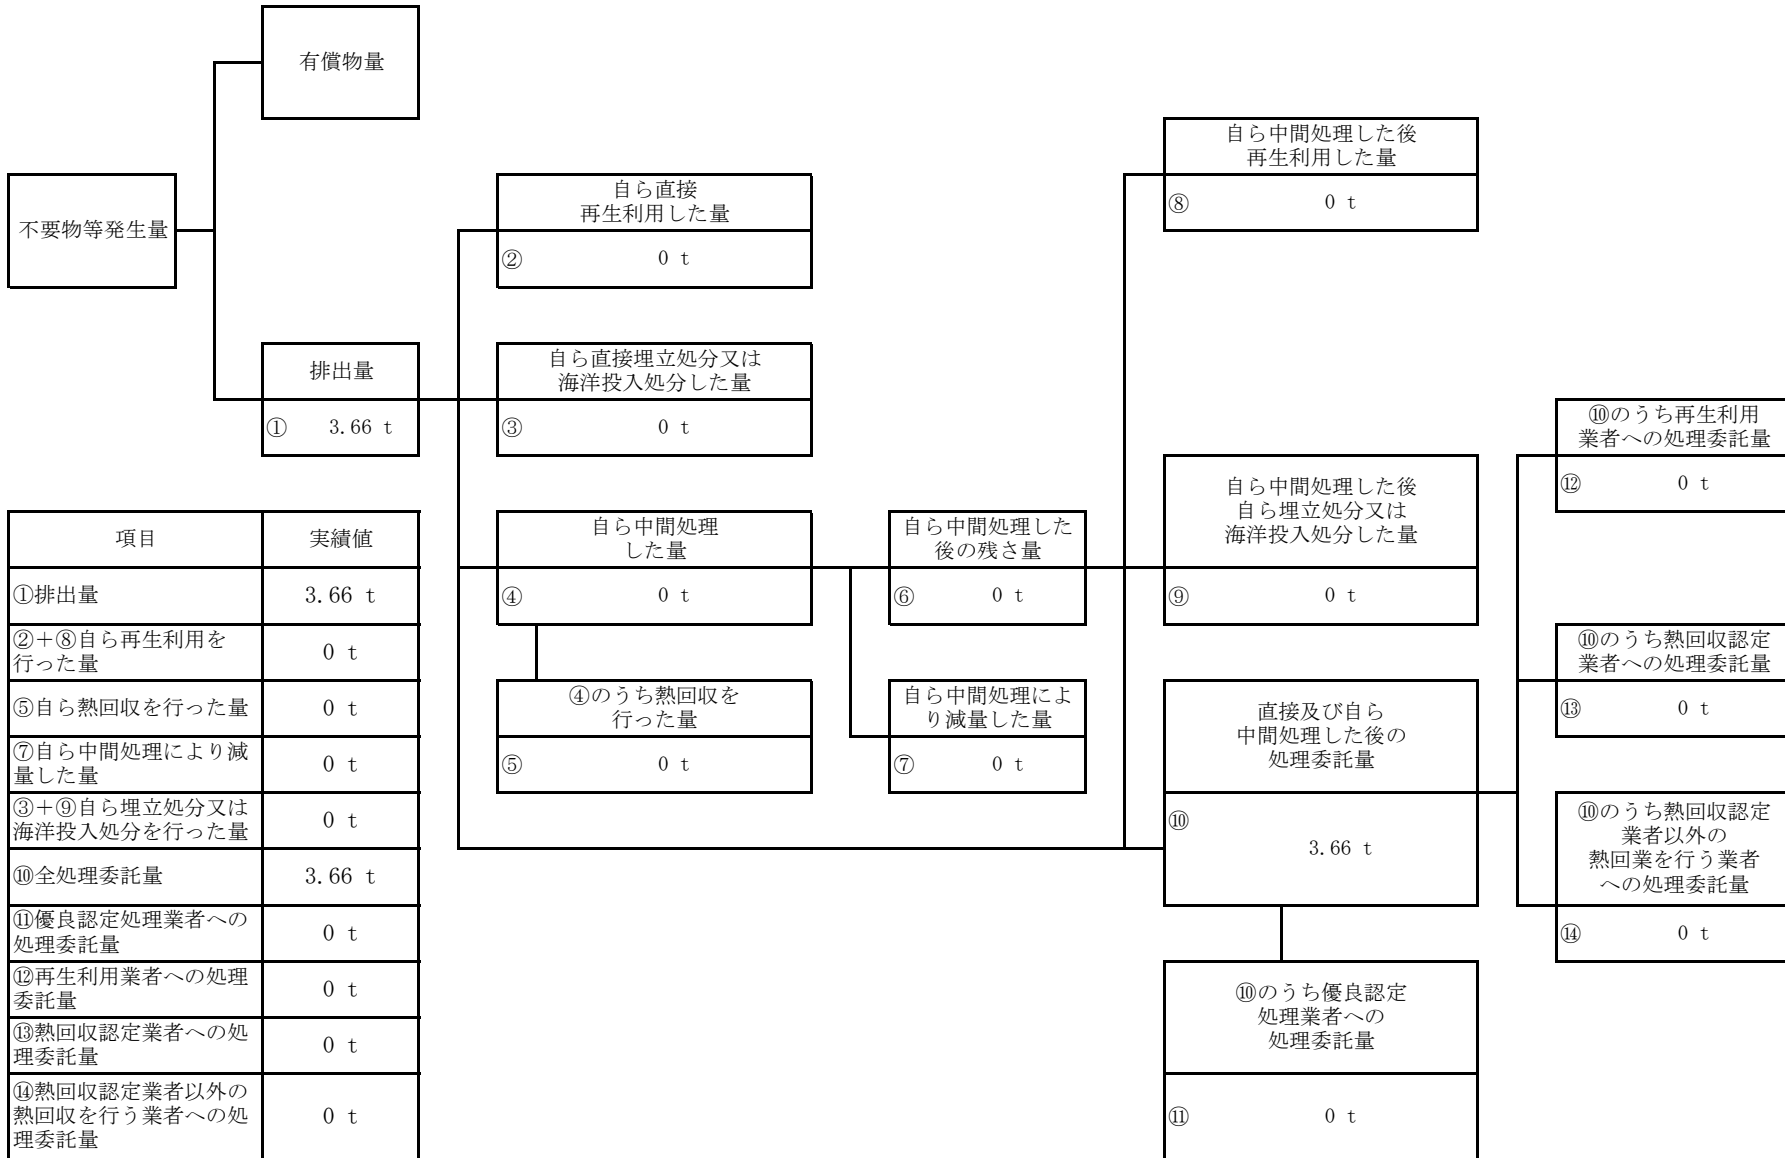 有償物量
自ら中間処理した後
再生利用した量
⑧ 0 t
不要物等発生量
自ら直接
再生利用した量
② 0 t
排出量
① 3.66 t
自ら直接埋立処分又は
海洋投入処分した量
③ 0 t
⑩のうち再生利用
業者への処理委託量
⑫ 0 t
自ら中間処理
した量
④ 0 t
自ら中間処理した
後の残さ量
⑥ 0 t
自ら中間処理した後
自ら埋立処分又は
海洋投入処分した量
⑨ 0 t
⑩のうち熱回収認定
業者への処理委託量
⑬ 0 t
④のうち熱回収を
行った量
⑤ 0 t
自ら中間処理によ
り減量した量
⑦ 0 t
直接及び自ら
中間処理した後の
処理委託量
⑩
3.66 t
⑩のうち熱回収認定
業者以外の
熱回業を行う業者
への処理委託量
⑭ 0 t
⑩のうち優良認定
処理業者への
処理委託量
⑪ 0 t
項目 実績値
①排出量 3.66 t
②+⑧自ら再生利用を
行った量 0 t
⑤自ら熱回収を行った量 0 t
⑦自ら中間処理により減
量した量 0 t
③+⑨自ら埋立処分又は
海洋投入処分を行った量 0 t
⑩全処理委託量 3.66 t
⑪優良認定処理業者への
処理委託量 0 t
⑫再生利用業者への処理
委託量 0 t
⑬熱回収認定業者への処
理委託量 0 t
⑭熱回収認定業者以外の
熱回収を行う業者への処 0 t
理委託量